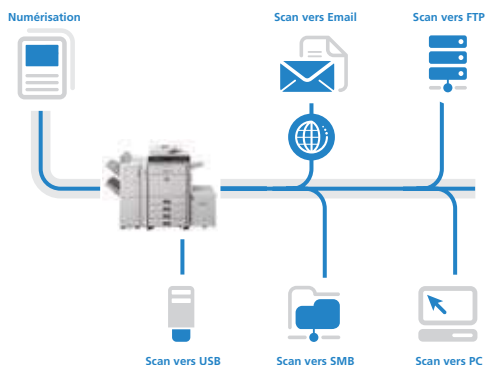 Numérisation
Scan vers Email
Scan vers FTP
Scan vers USB
Scan vers SMB
Scan vers PC